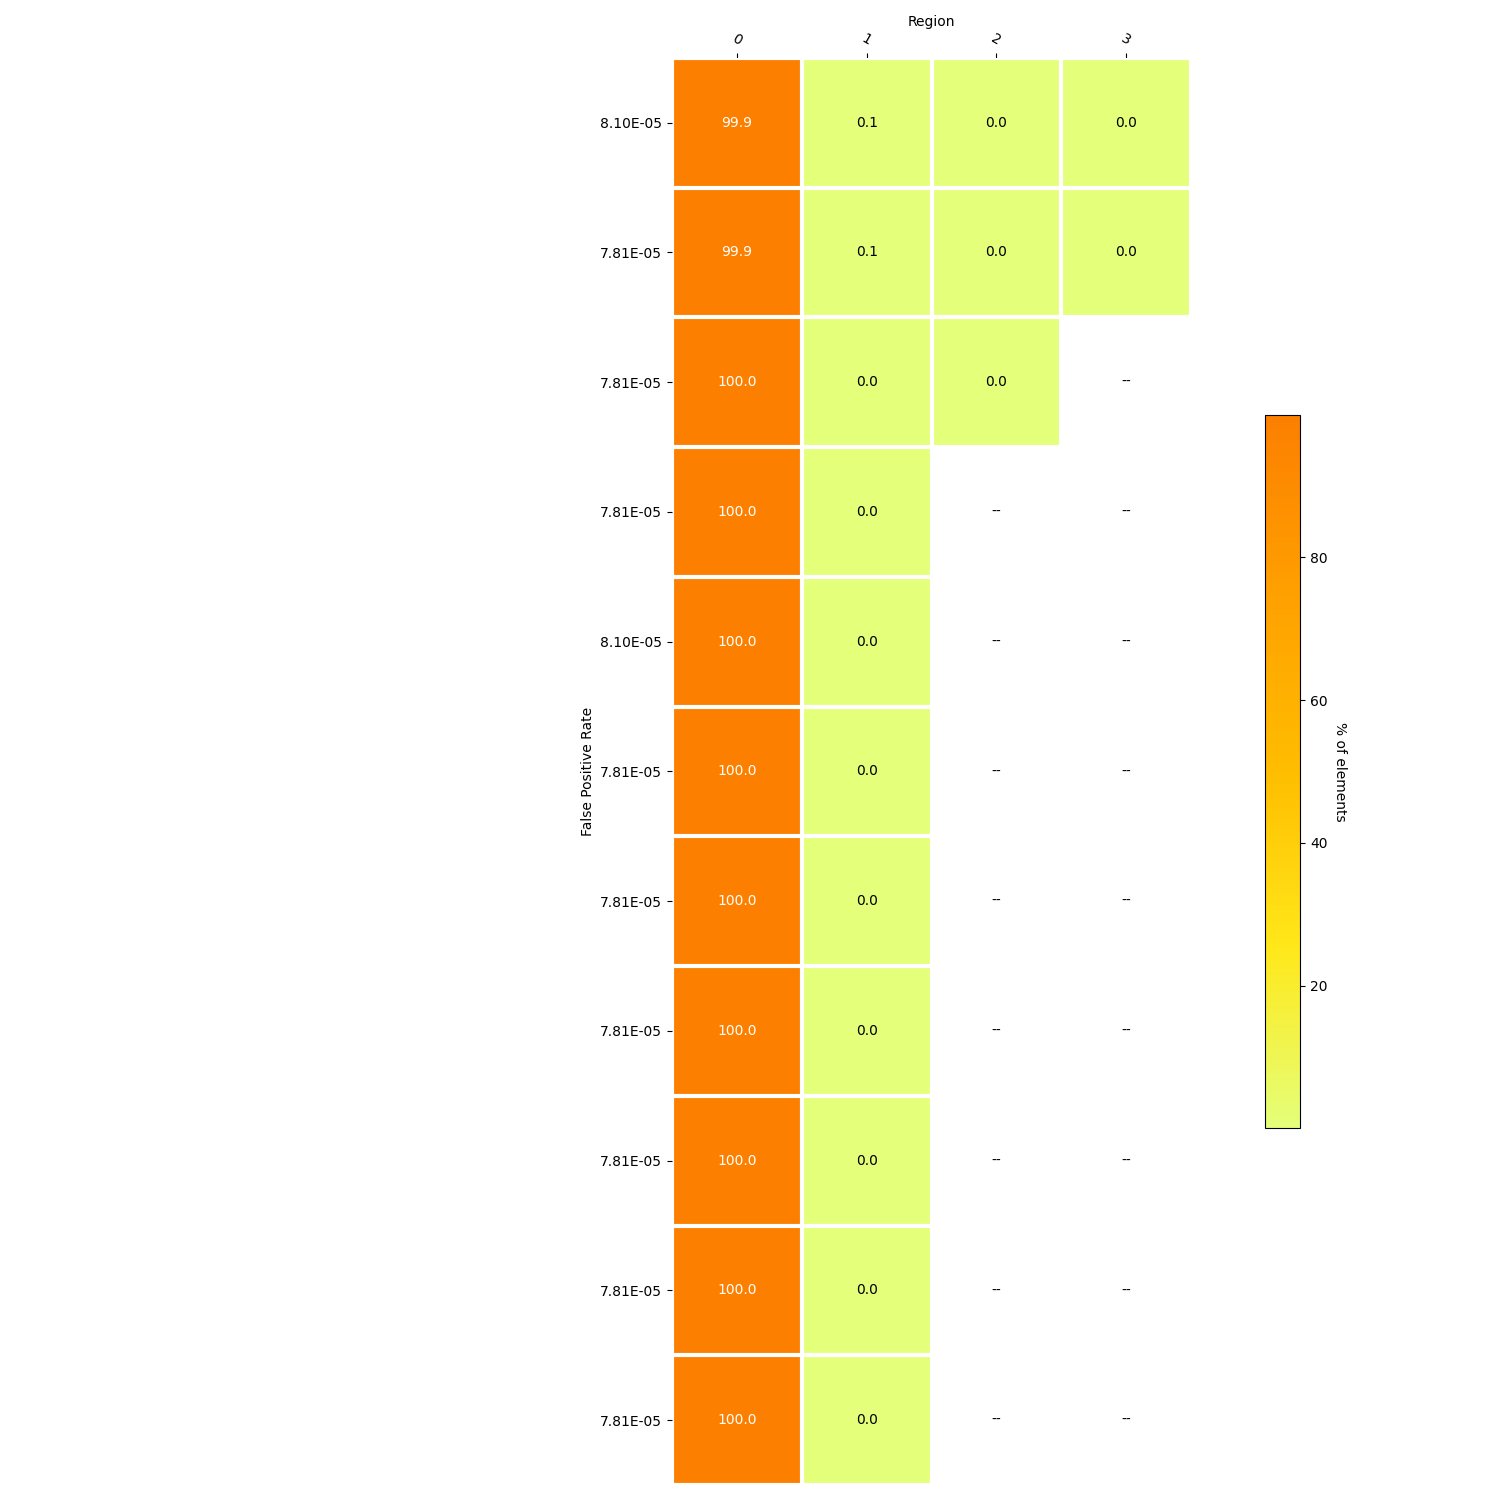 Region
0 1 2 3
8.10E-05 99.9 0.1 0.0 0.0
7.81E-05 99.9 0.1 0.0 0.0
7.81E-05 100.0 0.0 0.0 --
7.81E-05 100.0 0.0 -- --
8.10E-05 100.0 0.0 -- --
7.81E-05 100.0 0.0 -- --
7.81E-05 100.0 0.0 -- --
7.81E-05 100.0 0.0 -- --
7.81E-05 100.0 0.0 -- --
7.81E-05 100.0 0.0 -- --
7.81E-05 100.0 0.0 -- --
False Positive Rate
80
60
40
20
% of elements